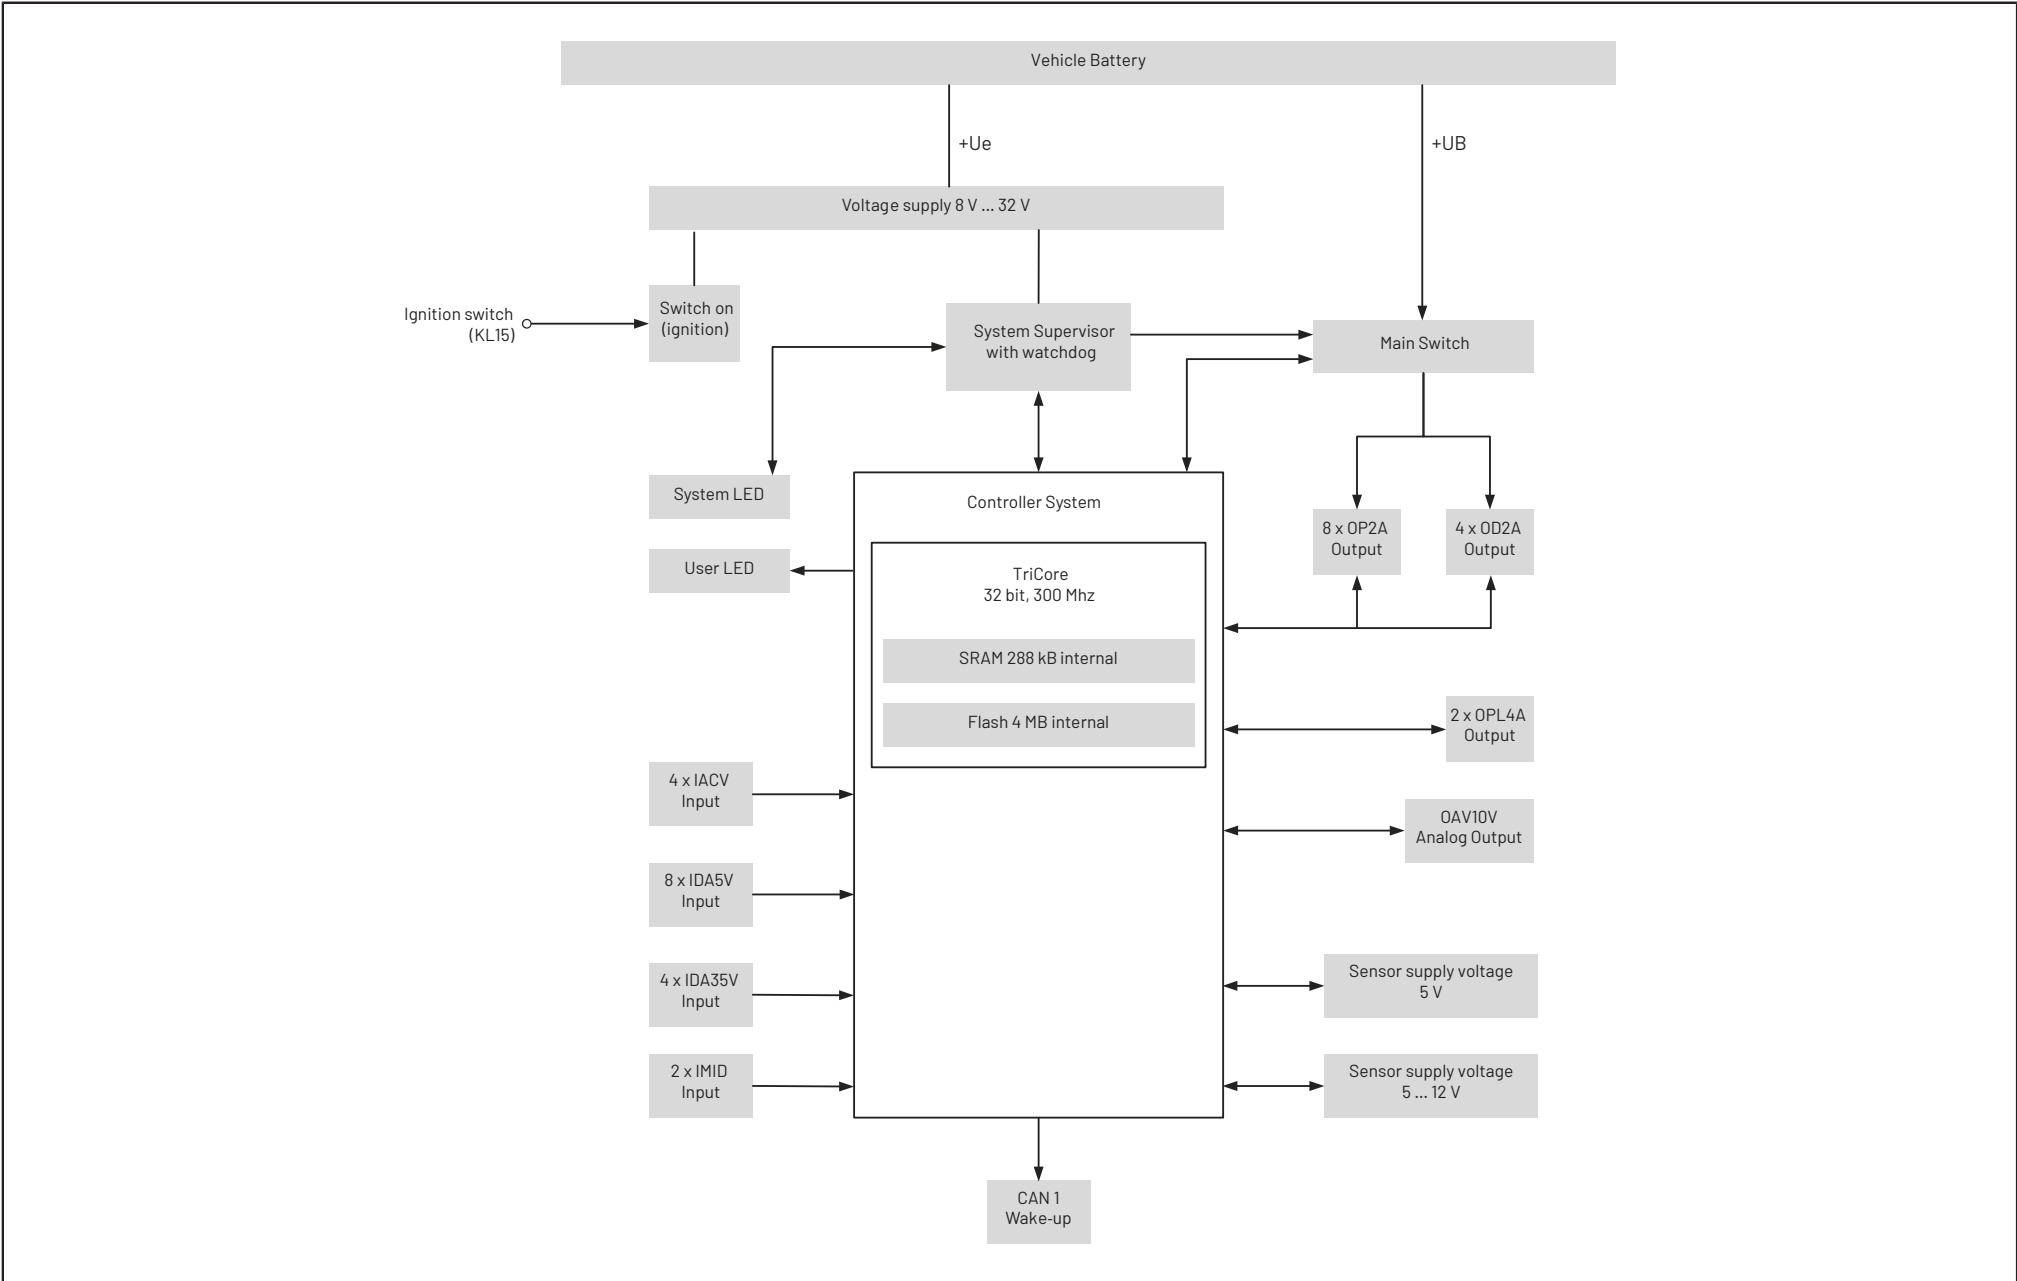 Vehicle Battery
+Ue
+UB
Voltage supply 8 V ... 32 V
Ignition switch
(KL15)
Switch on
(ignition)
System Supervisor
with watchdog
Main Switch
System LED
User LED
Controller System
TriCore
32 bit, 300 Mhz
SRAM 288 kB internal
Flash 4 MB internal
8 x OP2A
Output
4 x OD2A
Output
2 x OPL4A
Output
OAV10V
Analog Output
4 x IACV
Input
8 x IDA5V
Input
4 x IDA35V
Input
2 x IMID
Input
Sensor supply voltage
5 V
Sensor supply voltage
5 ... 12 V
CAN 1
Wake-up